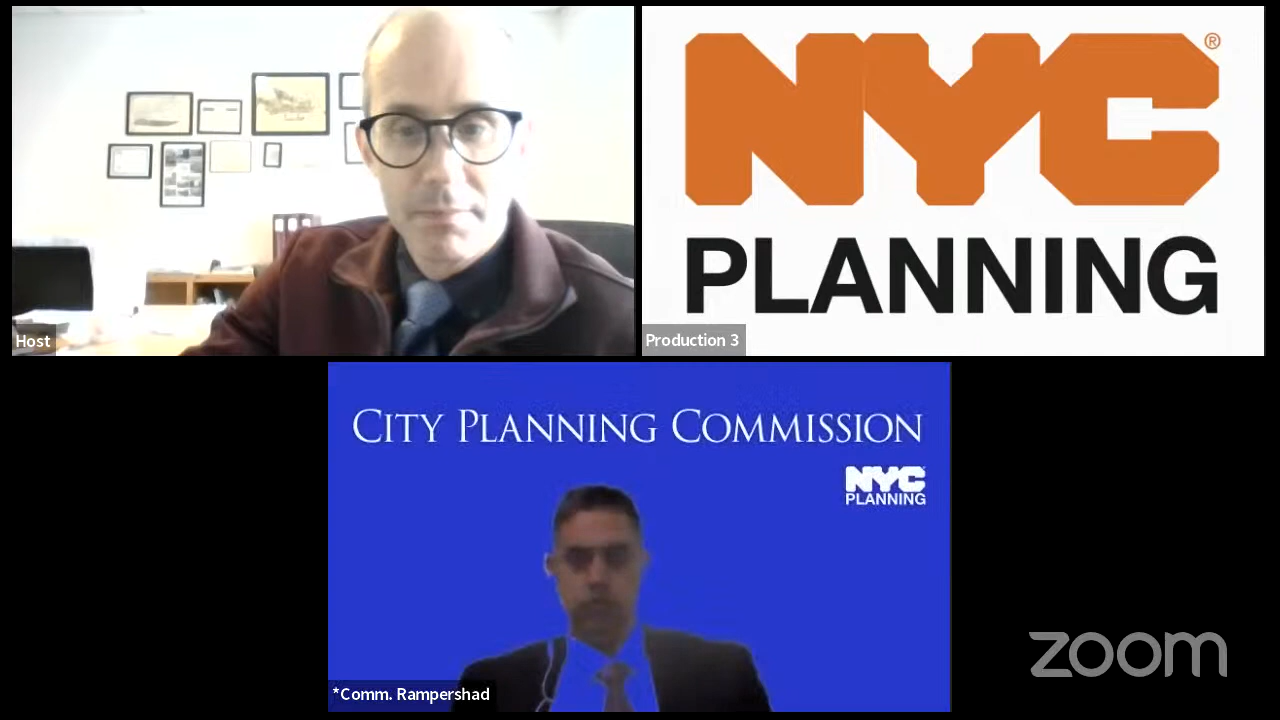 NYC®
PLANNING
Host
Production 3
CITY PLANNING COMMISSION
NYC
PLANNING
*Comm. Rampershad
zoom